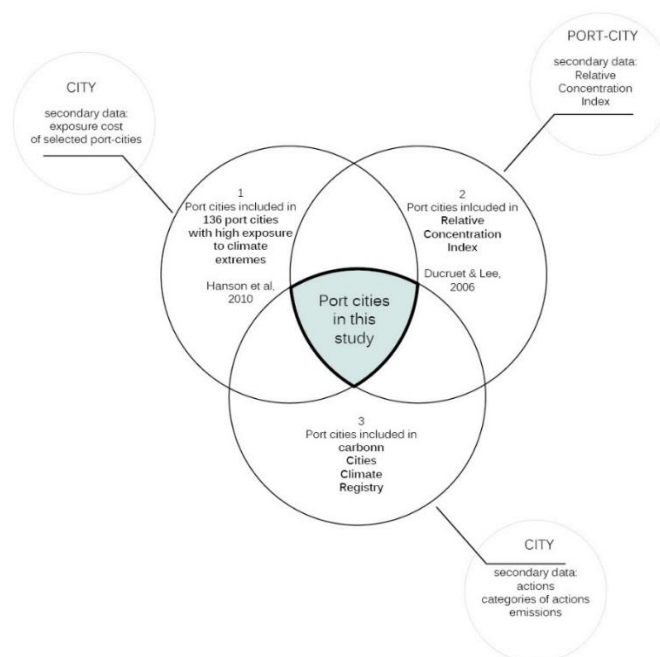 PORT-CITY
secondary data:
Relative
Concentration
Index
CITY
secondary data:
exposure cost
of selected port-cities
1
Port cities included in
136 port cities
with high exposure
to climate
extremes
Hanson et al,
2010
2
Port cities inlcuded in
Relative
Concentration
Index
Ducruet & Lee,
2006
Port cities
in this
study
3
Port cities included in
carbonn
Cities
Climate
Registry
CITY
secondary data:
actions
categories of actions
emissions